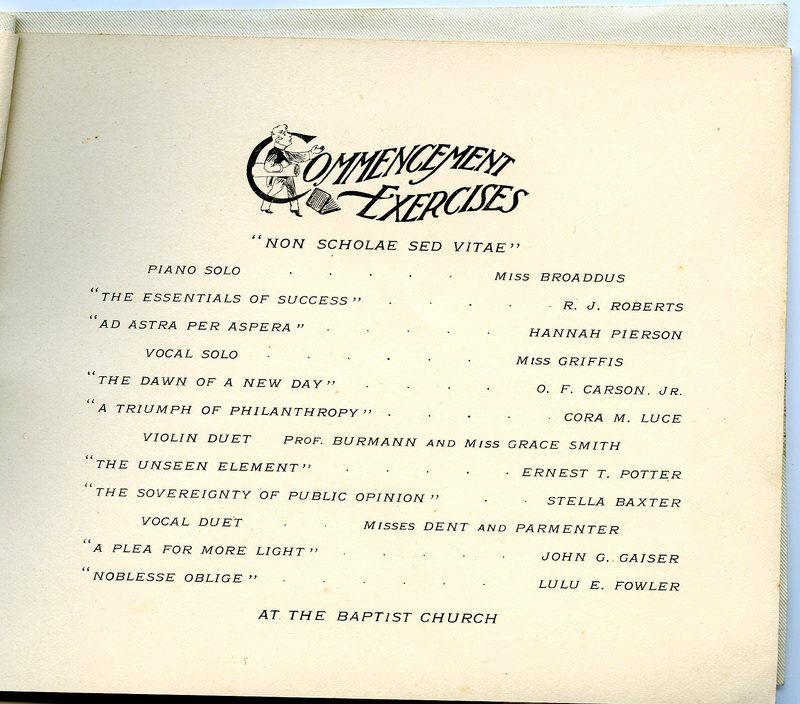 COMMENCEMENT
EXERCISES
"NON SCHOLAE SED VITAE"
PIANO SOLO . . . . . MISS BROADDUS
"THE ESSENTIALS OF SUCCESS" . . . . . R. J. ROBERTS
"AD ASTRA PER ASPERA" . . . . . HANNAH PIERSON
VOCAL SOLO . . . . . . MISS GRIFFIS
"THE DAWN OF A NEW DAY" . . . . O. F. CARSON, JR.
"A TRIUMPH OF PHILANTHROPY" . . . . . CORA M. LUCE
VIOLIN DUET PROF. BURMANN AND MISS GRACE SMITH
"THE UNSEEN ELEMENT" . . . . . ERNEST T. POTTER
"THE SOVEREIGNTY OF PUBLIC OPINION" . . STELLA BAXTER
VOCAL DUET . . . MISSES DENT AND PARMENTER
"A PLEA FOR MORE LIGHT" . . . . . JOHN G. GAISER
"NOBLESSE OBLIGE" . . . . . . LULU E. FOWLER
AT THE BAPTIST CHURCH